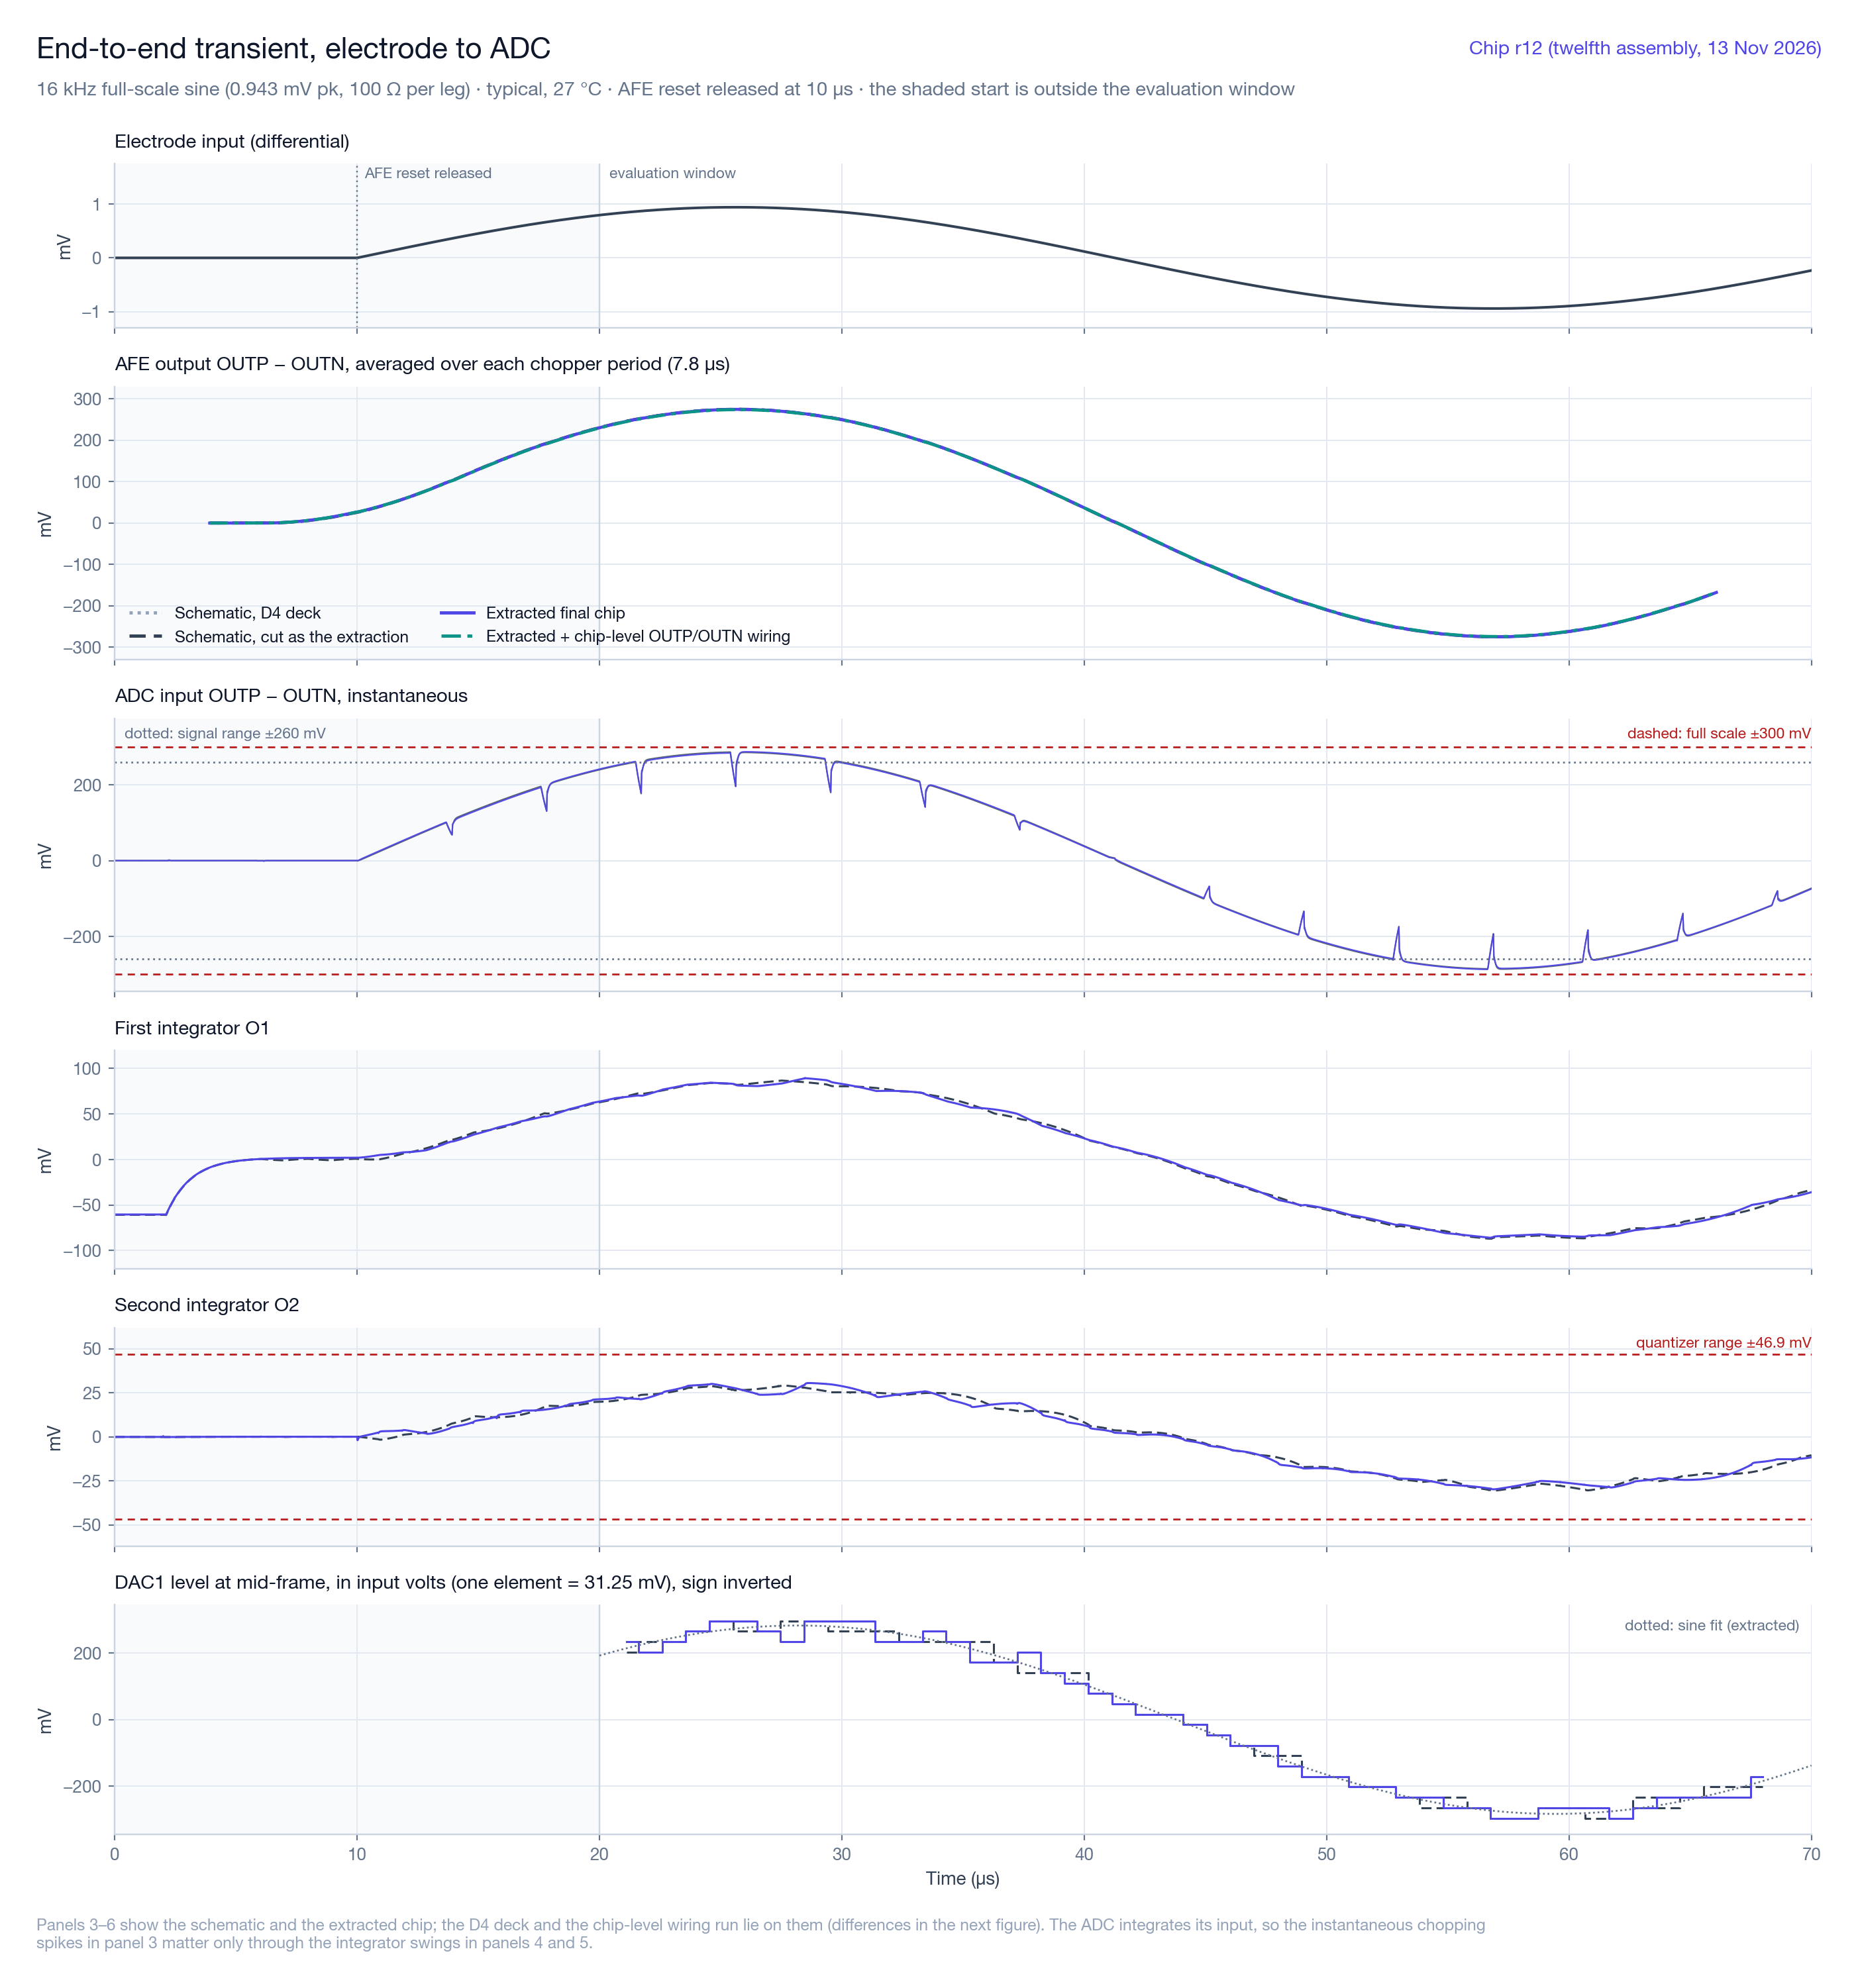 End-to-end transient, electrode to ADC
Chip r12 (twelfth assembly, 13 Nov 2026)
16 kHz full-scale sine (0.943 mV pk, 100 Ω per leg) · typical, 27 °C · AFE reset released at 10 µs · the shaded start is outside the evaluation window
Electrode input (differential)
AFE reset released
evaluation window
1
0
−1
mV
AFE output OUTP − OUTN, averaged over each chopper period (7.8 µs)
300
200
100
0
−100
−200
−300
mV
Schematic, D4 deck
Extracted final chip
Schematic, cut as the extraction
Extracted + chip-level OUTP/OUTN wiring
ADC input OUTP − OUTN, instantaneous
dotted: signal range ±260 mV
dashed: full scale ±300 mV
200
0
−200
mV
First integrator O1
100
50
0
−50
−100
mV
Second integrator O2
quantizer range ±46.9 mV
50
25
0
−25
−50
mV
DAC1 level at mid-frame, in input volts (one element = 31.25 mV), sign inverted
dotted: sine fit (extracted)
200
0
−200
mV
0 10 20 30 40 50 60 70
Time (µs)
Panels 3–6 show the schematic and the extracted chip; the D4 deck and the chip-level wiring run lie on them (differences in the next figure). The ADC integrates its input, so the instantaneous chopping
spikes in panel 3 matter only through the integrator swings in panels 4 and 5.